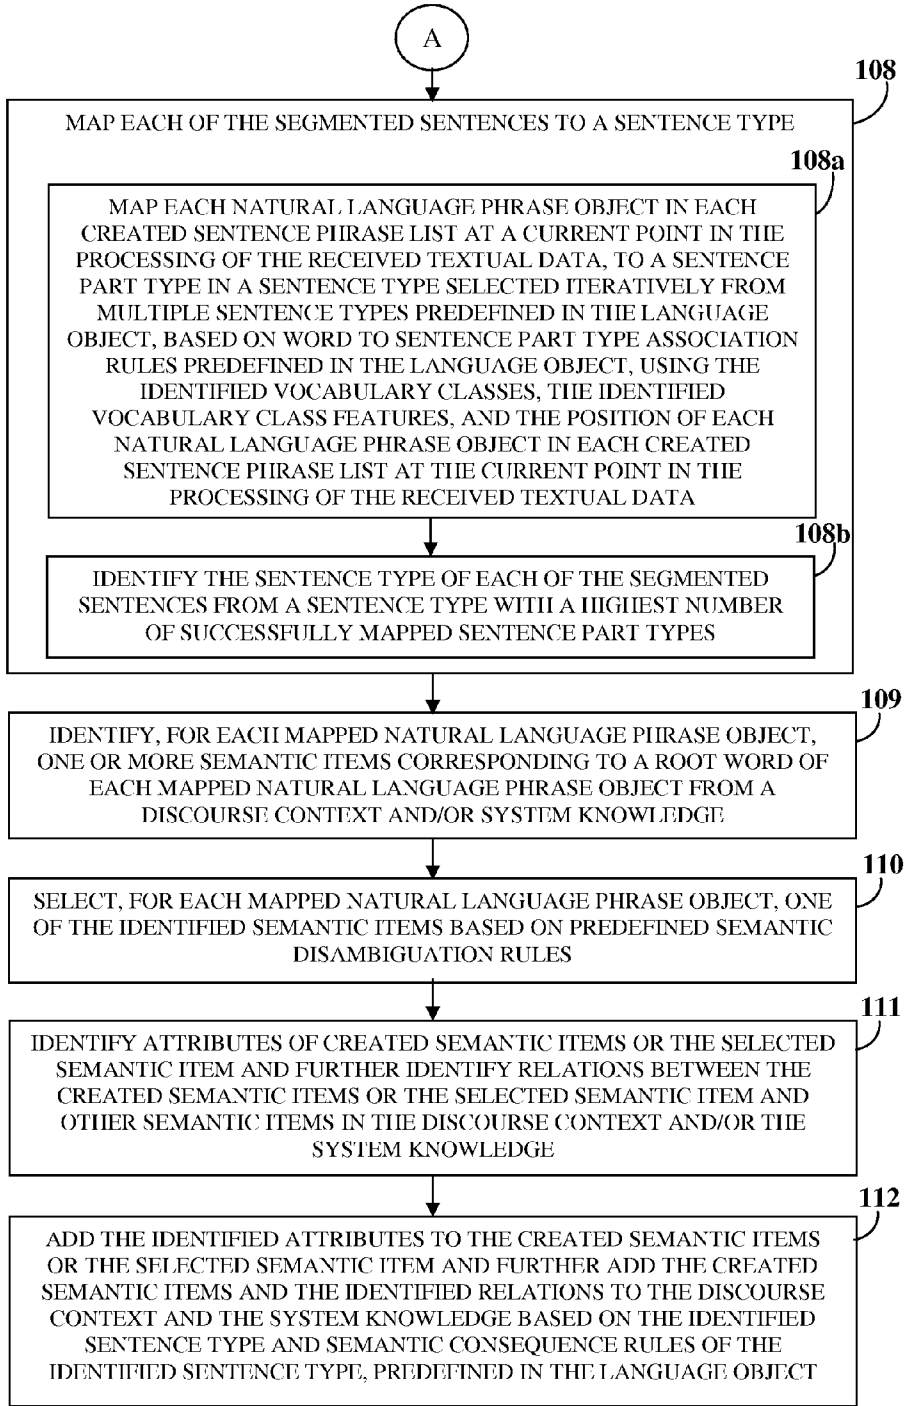 A
108
MAP EACH OF THE SEGMENTED SENTENCES TO A SENTENCE TYPE
108a
MAP EACH NATURAL LANGUAGE PHRASE OBJECT IN EACH
CREATED SENTENCE PHRASE LIST AT A CURRENT POINT IN THE
PROCESSING OF THE RECEIVED TEXTUAL DATA, TO A SENTENCE
PART TYPE IN A SENTENCE TYPE SELECTED ITERATIVELY FROM
MULTIPLE SENTENCE TYPES PREDEFINED IN THE LANGUAGE
OBJECT, BASED ON WORD TO SENTENCE PART TYPE ASSOCIATION
RULES PREDEFINED IN THE LANGUAGE OBJECT, USING THE
IDENTIFIED VOCABULARY CLASSES, THE IDENTIFIED
VOCABULARY CLASS FEATURES, AND THE POSITION OF EACH
NATURAL LANGUAGE PHRASE OBJECT IN EACH CREATED
SENTENCE PHRASE LIST AT THE CURRENT POINT IN THE
PROCESSING OF THE RECEIVED TEXTUAL DATA
108b
IDENTIFY THE SENTENCE TYPE OF EACH OF THE SEGMENTED
SENTENCES FROM A SENTENCE TYPE WITH A HIGHEST NUMBER
OF SUCCESSFULLY MAPPED SENTENCE PART TYPES
109
IDENTIFY, FOR EACH MAPPED NATURAL LANGUAGE PHRASE OBJECT,
ONE OR MORE SEMANTIC ITEMS CORRESPONDING TO A ROOT WORD OF
EACH MAPPED NATURAL LANGUAGE PHRASE OBJECT FROM A
DISCOURSE CONTEXT AND/OR SYSTEM KNOWLEDGE
110
SELECT, FOR EACH MAPPED NATURAL LANGUAGE PHRASE OBJECT, ONE
OF THE IDENTIFIED SEMANTIC ITEMS BASED ON PREDEFINED SEMANTIC
DISAMBIGUATION RULES
111
IDENTIFY ATTRIBUTES OF CREATED SEMANTIC ITEMS OR THE SELECTED
SEMANTIC ITEM AND FURTHER IDENTIFY RELATIONS BETWEEN THE
CREATED SEMANTIC ITEMS OR THE SELECTED SEMANTIC ITEM AND
OTHER SEMANTIC ITEMS IN THE DISCOURSE CONTEXT AND/OR THE
SYSTEM KNOWLEDGE
112
ADD THE IDENTIFIED ATTRIBUTES TO THE CREATED SEMANTIC ITEMS
OR THE SELECTED SEMANTIC ITEM AND FURTHER ADD THE CREATED
SEMANTIC ITEMS AND THE IDENTIFIED RELATIONS TO THE DISCOURSE
CONTEXT AND THE SYSTEM KNOWLEDGE BASED ON THE IDENTIFIED
SENTENCE TYPE AND SEMANTIC CONSEQUENCE RULES OF THE
IDENTIFIED SENTENCE TYPE, PREDEFINED IN THE LANGUAGE OBJECT